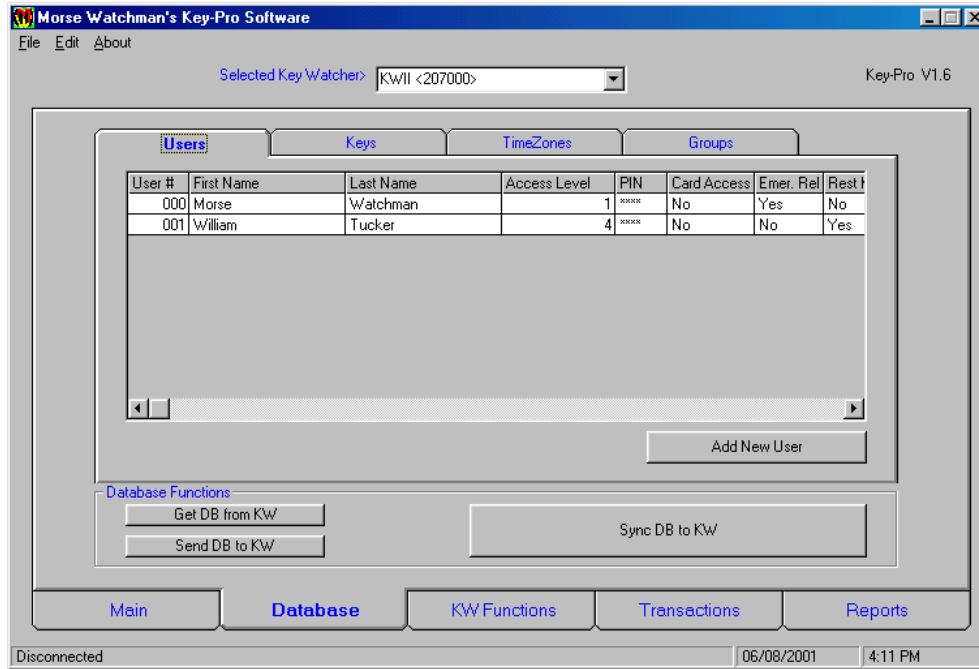 Morse Watchman's Key-Pro Software
File Edit About
Selected Key Watcher> KWII <207000> Key-Pro V1.6
Users Keys TimeZones Groups
User # First Name Last Name Access Level PIN Card Access Emer. Rel Rest
000 Morse Watchman 1 **** No Yes No
001 William Tucker 4 **** No No Yes
Add New User
Database Functions
Get DB from KW
Sync DB to KW
Send DB to KW
Main Database KW Functions Transactions Reports
Disconnected 06/08/2001 4:11 PM